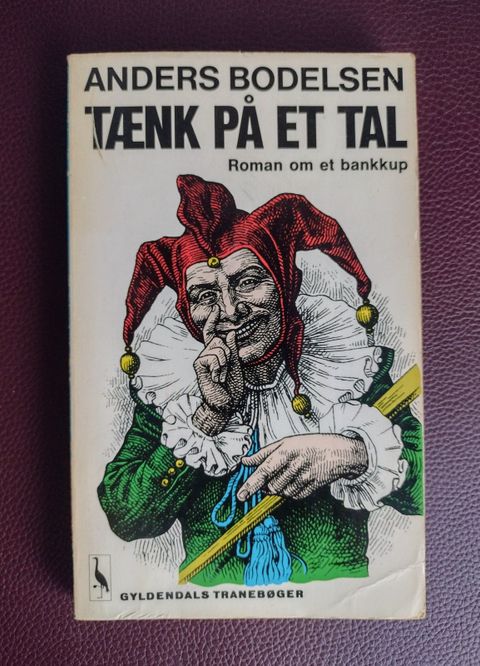 ANDERS BODELSEN
TÆNK PÅ ET TAL
Roman om et bankkup
GYLDENDALS TRANEBØGER